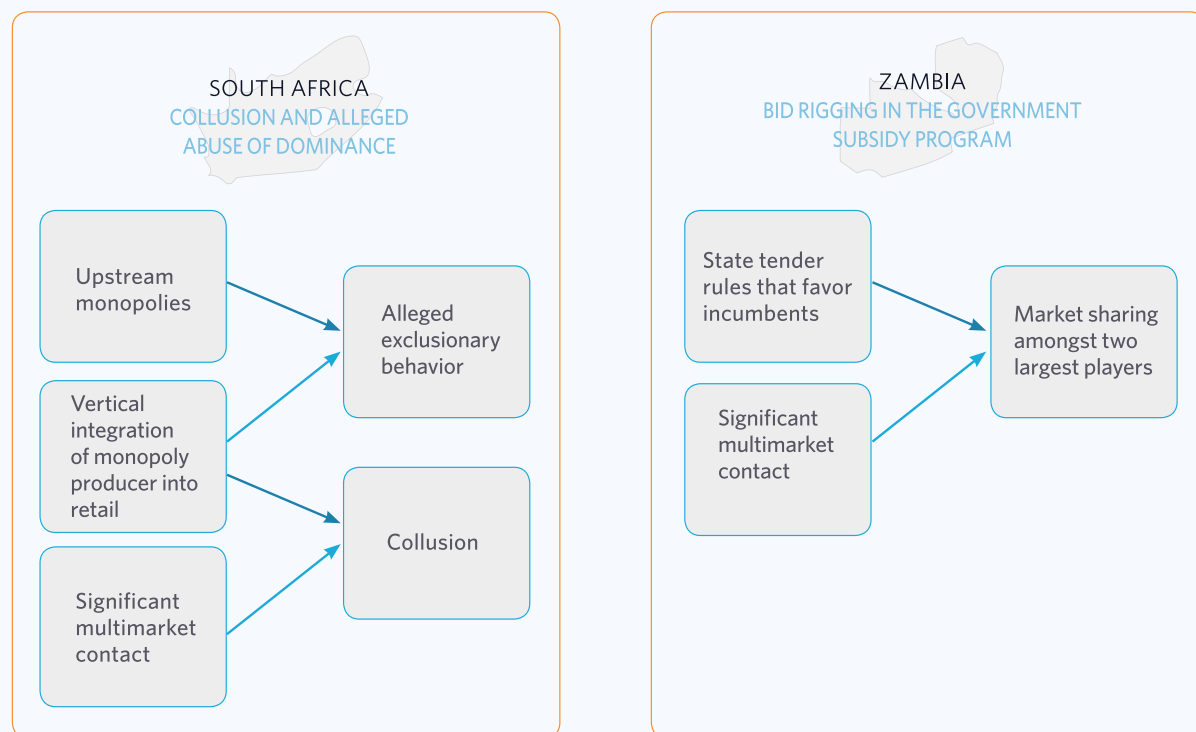 SOUTH AFRICA
COLLUSION AND ALLEGED
ABUSE OF DOMINANCE
Upstream
monopolies
Vertical
integration
of monopoly
producer into
retail
Significant
multimarket
contact
Alleged
exclusionary
behavior
Collusion
ZAMBIA
BID RIGGING IN THE GOVERNMENT
SUBSIDY PROGRAM
State tender
rules that favor
incumbents
Significant
multimarket
contact
Market sharing
amongst two
largest players